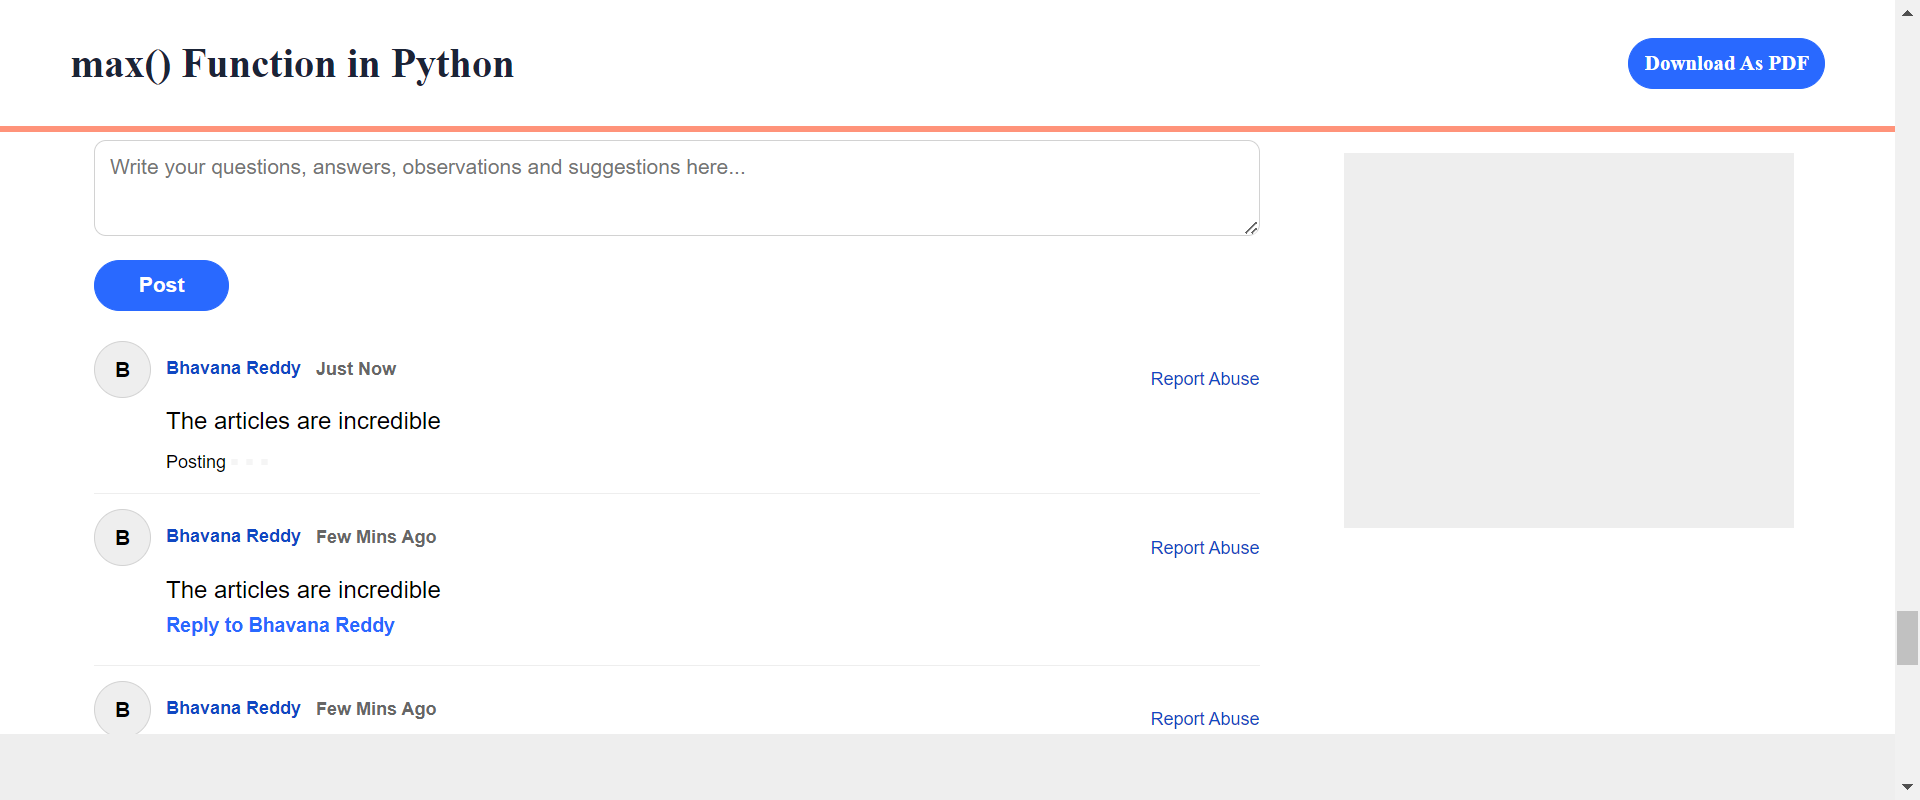 max() Function in Python
Download As PDF
Write your questions, answers, observations and suggestions here...
Post
B
Bhavana Reddy Just Now
Report Abuse
The articles are incredible
Posting
B
Bhavana Reddy Few Mins Ago
Report Abuse
The articles are incredible
Reply to Bhavana Reddy
B
Bhavana Reddy Few Mins Ago
Report Abuse